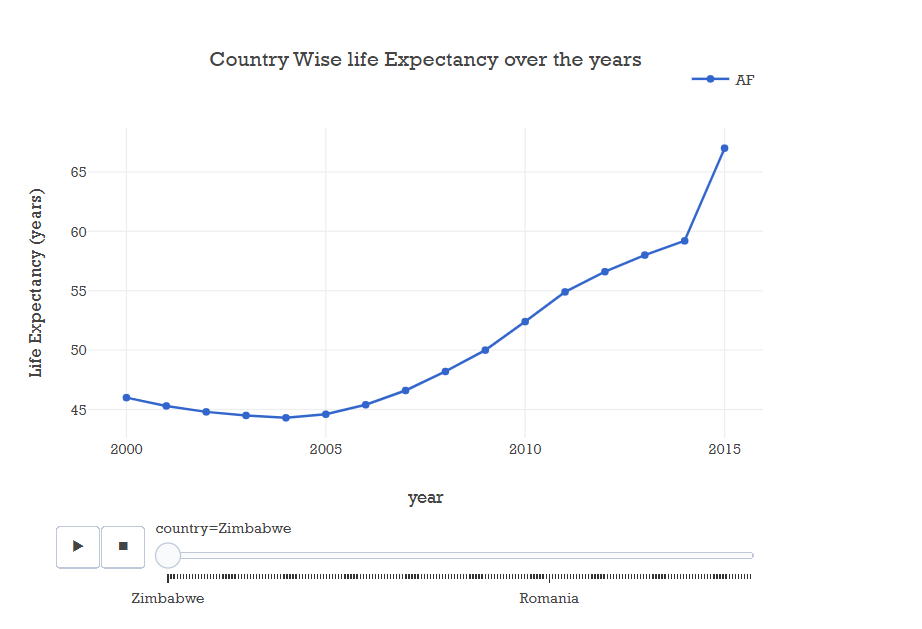 Country Wise life Expectancy over the years
AF
Life Expectancy (years)
65
60
55
50
45
2000 2005 2010 2015
year
country=Zimbabwe
Zimbabwe Romania